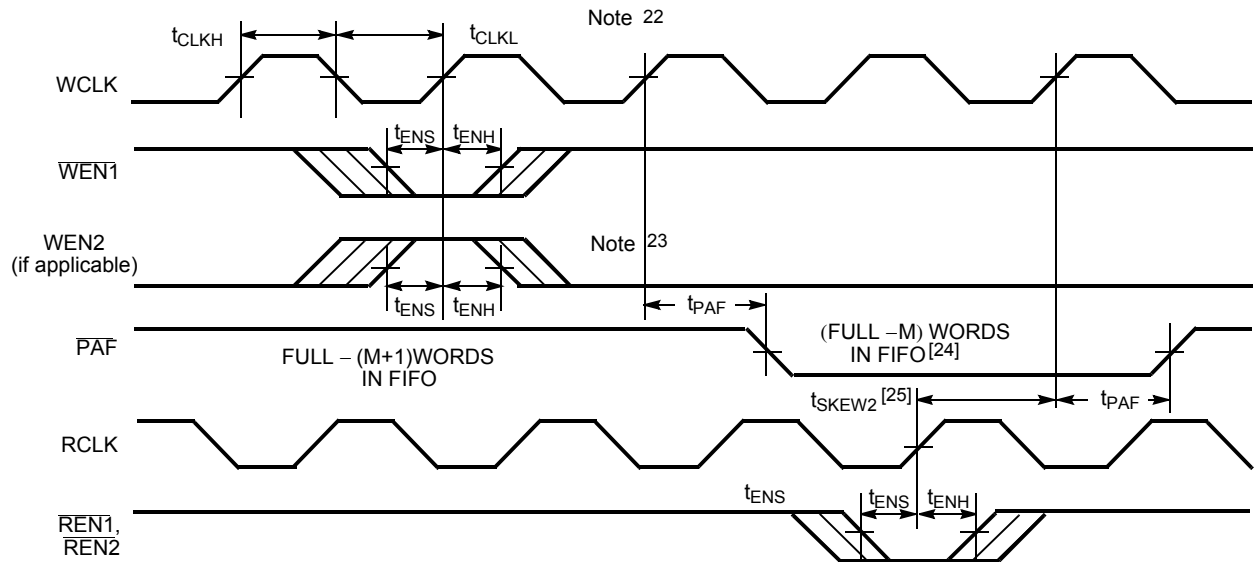 Note 22
tCLKH
tCLKL
WCLK
tENS
tENH
WEN1
WEN2
(if applicable)
Note 23
tENS
tENH
tPAF
PAF
FULL – (M+1)WORDS
IN FIFO
(FULL –M) WORDS
IN FIFO[24]
tSKEW2 [25]
tPAF
RCLK
tENS
tENS
tENH
REN1,
REN2